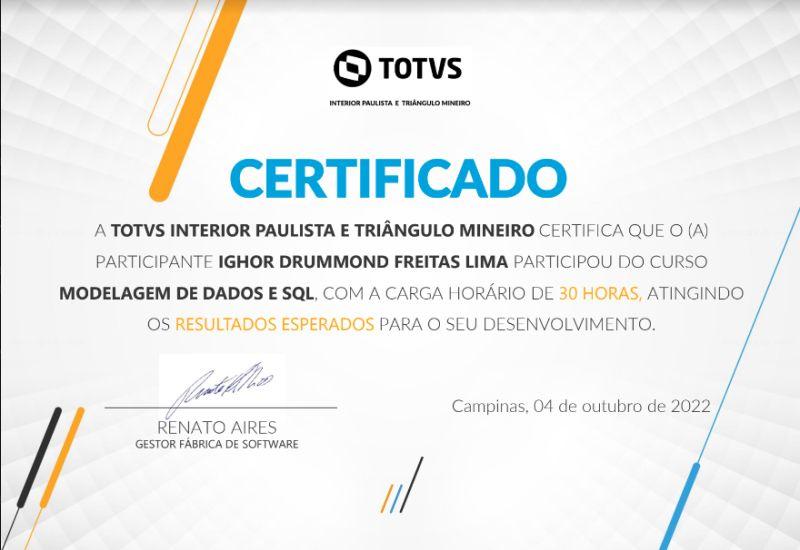 TOTVS
INTERIOR PAULISTA E TRIÂNGULO MINEIRO
CERTIFICADO
A TOTVS INTERIOR PAULISTA E TRIÂNGULO MINEIRO CERTIFICA QUE O (A)
PARTICIPANTE IGHOR DRUMMOND FREITAS LIMA PARTICIPOU DO CURSO
MODELAGEM DE DADOS E SQL, COM A CARGA HORÁRIO DE 30 HORAS, ATINGINDO
OS RESULTADOS ESPERADOS PARA O SEU DESENVOLVIMENTO.
RENATO AIRES
GESTOR FÁBRICA DE SOFTWARE
Campinas, 04 de outubro de 2022